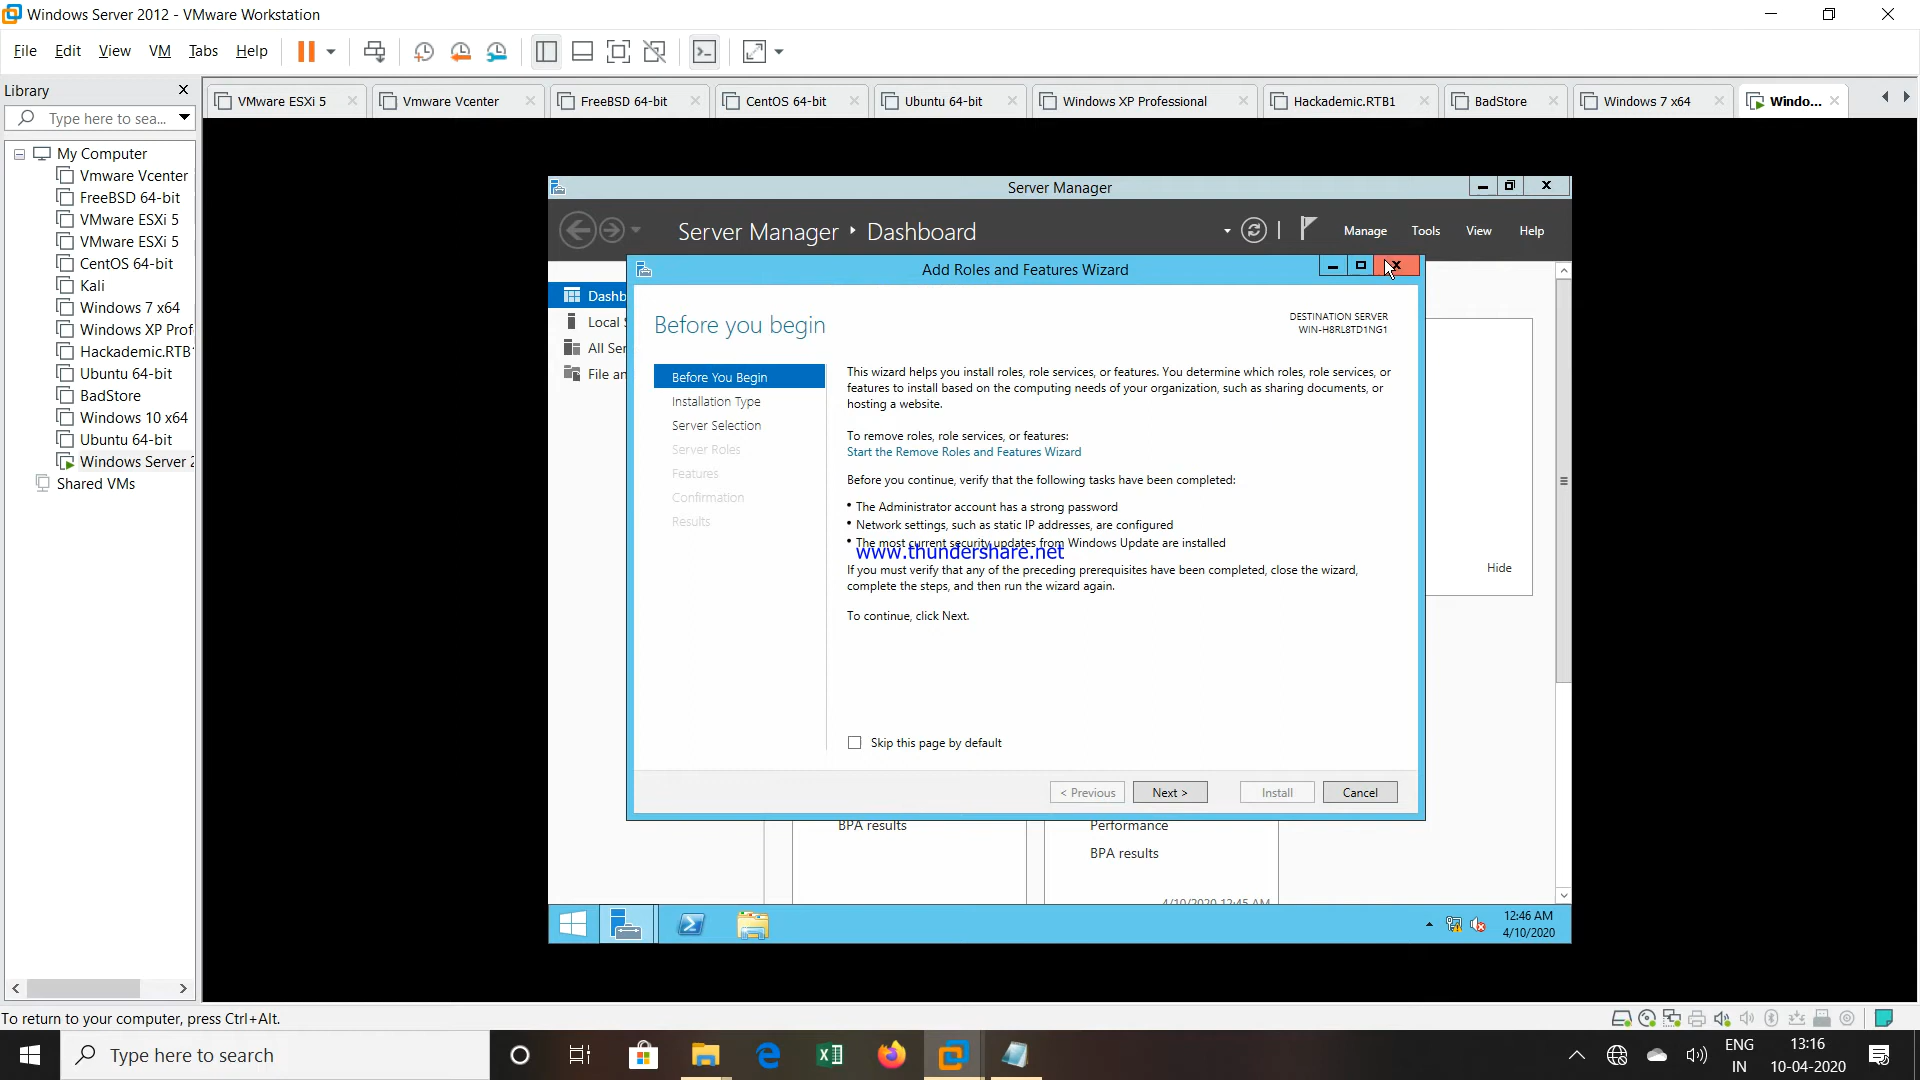 Windows Server 2012 - VMware Workstation
File Edit View VM Tabs Help
Library
Type here to sea...
VMware ESXi 5
Vmware Vcenter
FreeBSD 64-bit
CentOS 64-bit
Ubuntu 64-bit
Windows XP Professional
Hackademic.RTB1
BadStore
Windows 7 x64
Windo...
My Computer
Vmware Vcenter
FreeBSD 64-bit
VMware ESXi 5
VMware ESXi 5
CentOS 64-bit
Kali
Windows 7 x64
Windows XP Prof
Hackademic.RTB1
Ubuntu 64-bit
BadStore
Windows 10 x64
Ubuntu 64-bit
Windows Server 2
Shared VMs
Server Manager
Server Manager Dashboard
Manage Tools View Help
Dashb
Local S
All Ser
File an
Add Roles and Features Wizard
Before you begin
DESTINATION SERVER
WIN-H8RL8TD1NG1
Before You Begin
Installation Type
Server Selection
Server Roles
Features
Confirmation
Results
This wizard helps you install roles, role services, or features. You determine which roles, role services, or
features to install based on the computing needs of your organization, such as sharing documents, or
hosting a website.
To remove roles, role services, or features:
Start the Remove Roles and Features Wizard
Before you continue, verify that the following tasks have been completed:
• The Administrator account has a strong password
• Network settings, such as static IP addresses, are configured
• The most current security updates from Windows Update are installed
www.thundershare.net
If you must verify that any of the preceding prerequisites have been completed, close the wizard,
complete the steps, and then run the wizard again.
To continue, click Next.
Skip this page by default
< Previous Next > Install Cancel
Hide
BPA results
Performance
BPA results
4/10/2020 12:45 AM
12:46 AM
4/10/2020
To return to your computer, press Ctrl+Alt.
Type here to search
ENG
IN
13:16
10-04-2020